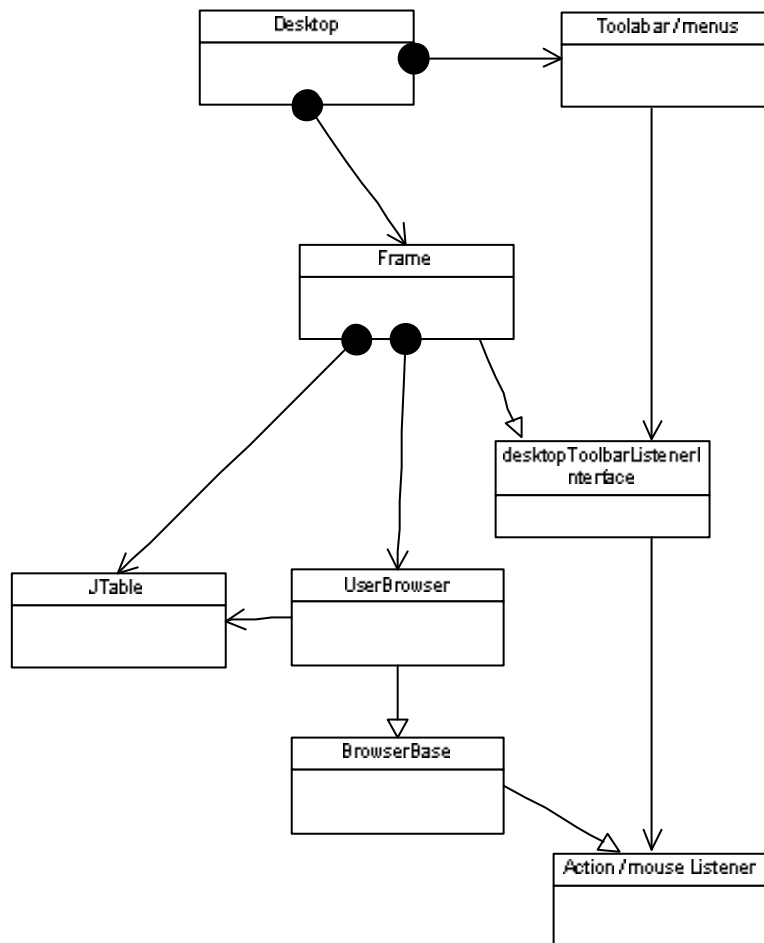 Desktop
Toolabar/menus
Frame
desktopToolbarListenerI
nterface
JTable
UserBrowser
BrowserBase
Action/mouse Listener